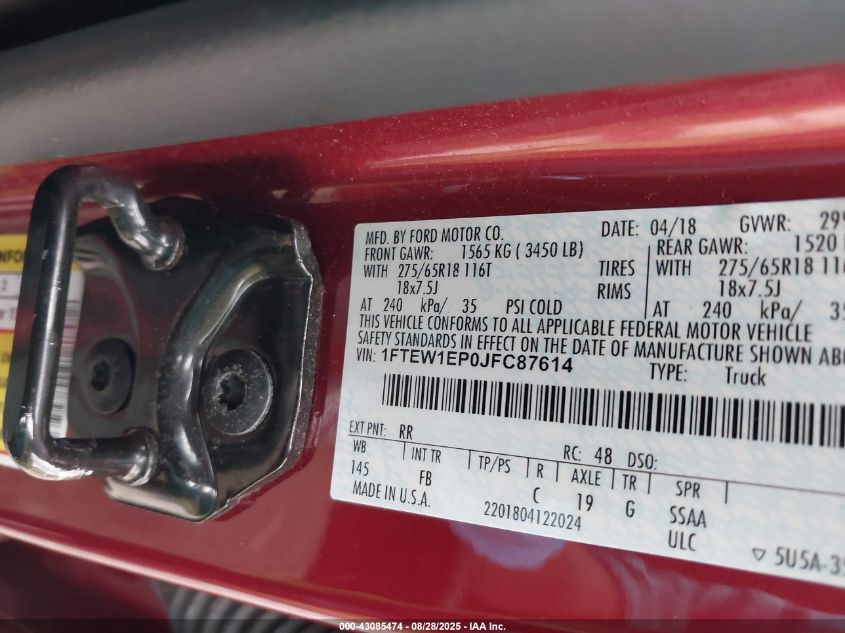 MFD. BY FORD MOTOR CO.
DATE: 04/18 GVWR:
FRONT GAWR: 1565 KG ( 3450 LB) REAR GAWR: 1520
WITH 275/65R18 116T TIRES WITH 275/65R18
18x7.5J RIMS 18x7.5J
AT 240 kPa/ 35 PSI COLD AT 240 kPa/
THIS VEHICLE CONFORMS TO ALL APPLICABLE FEDERAL MOTOR VEHICLE
SAFETY STANDARDS IN EFFECT ON THE DATE OF MANUFACTURE SHOWN
VIN: 1FTEW1EP0JFC87614 TYPE: Truck
EXT PNT: RR RC: 48 DSO:
WB INT TR TP/PS R AXLE TR SPR
145 FB C 19 G SSAA
MADE IN U.S.A. 2201804122024 ULC
▽ 5U5A-
000-43085474 — 08/28/2025 — IAA Inc.